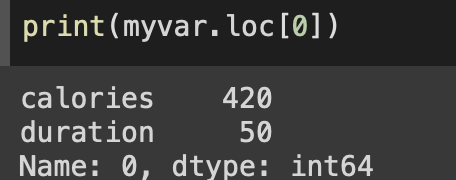 print(myvar.loc[0])
calories    420
duration     50
Name: 0, dtype: int64